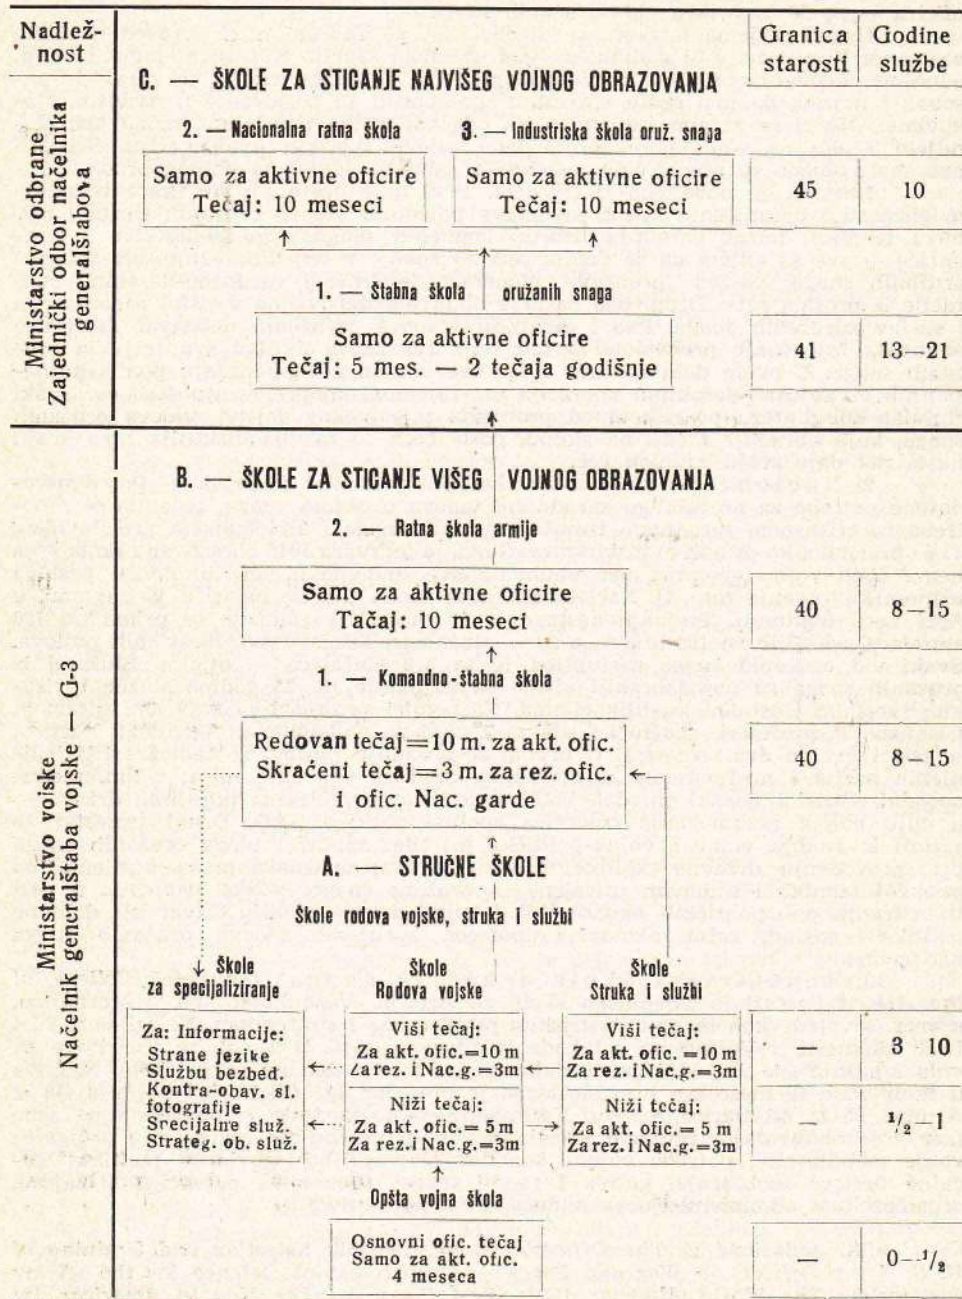 Nadlež-
nost
Granica
starosti
Godine
službe
Ministarstvo odbrane
Zajednički odbor načelnika
generalšlabova
C. — ŠKOLE ZA STICANJE NAJVIŠEG VOJNOG OBRAZOVANJA
2. — Nacionalna ratna škola
3. — Industriska škola oruž. snaga
Samo za aktivne oficire
Tečaj: 10 meseci
Samo za aktivne oficire
Tečaj: 10 meseci
45
10
1. — Štabna škola oružanih snaga
Samo za aktivne oficire
Tečaj: 5 mes. — 2 tečaja godišnje
41
13—21
Ministarstvo vojske
Načelnik generalštaba vojske — G-3
B. — ŠKOLE ZA STICANJE VIŠEG VOJNOG OBRAZOVANJA
2. — Ratna škola armije
Samo za aktivne oficire
Tačaj: 10 meseci
40
8—15
1. — Komandno-štabna škola
Redovan tečaj=10 m. za akt. ofic.
Skraćeni tečaj=3 m. za rez. ofic.
i ofic. Nac. garde
40
8—15
A. — STRUČNE ŠKOLE
Škole rodova vojske, struka i službi
Škole
za specijaliziranje
Škole
Rodova vojske
Škole
Struka i službi
Za: Informacije:
Strane jezike
Službu bezbed.
Kontra-obav. sl.
fotografije
Specijalne služ.
Strateg. ob. služ.
Viši tečaj:
Za akt. ofic.=10 m
Za rez. i Nac.g.=3m
Niži tečaj:
Za akt. ofic.= 5 m
Za rez. i Nac.g.=3m
Viši tečaj:
Za akt. ofic. =10 m
Za rez. i Nac.g.=3m
Niži tečaj:
Za akt. ofic.= 5 m
Za rez. i Nac.g.=3m
—
3—10
—
½—1
Opšta vojna škola
Osnovni ofic. tečaj
Samo za akt. ofic.
4 meseca
—
0—½